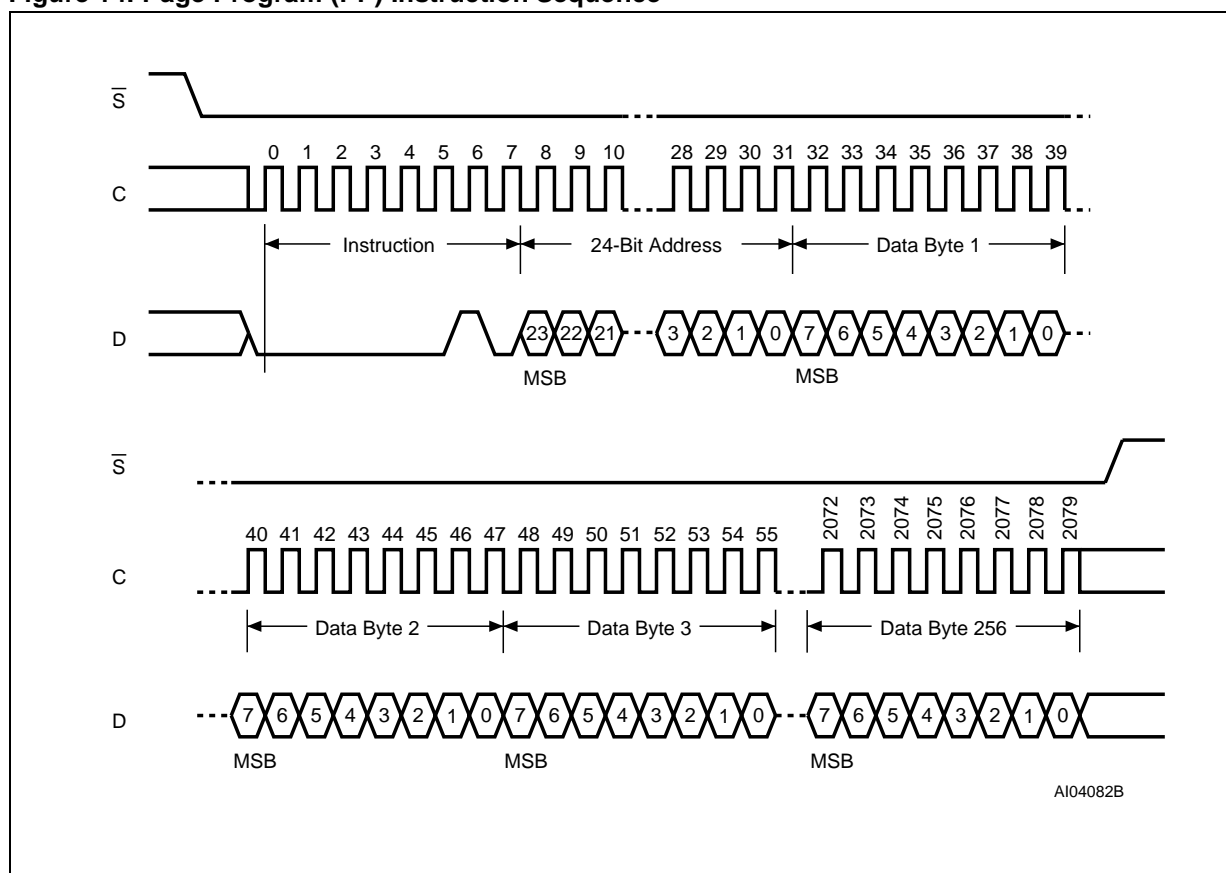 Page Program (PP) Instruction Sequence
S
0 1 2 3 4 5 6 7 8 9 10 28 29 30 31 32 33 34 35 36 37 38 39
C
Instruction 24-Bit Address Data Byte 1
D 23 22 21 3 2 1 0 7 6 5 4 3 2 1 0
MSB MSB
S
2072 2073 2074 2075 2076 2077 2078 2079
40 41 42 43 44 45 46 47 48 49 50 51 52 53 54 55
C
Data Byte 2 Data Byte 3 Data Byte 256
D 7 6 5 4 3 2 1 0 7 6 5 4 3 2 1 0 7 6 5 4 3 2 1 0
MSB MSB MSB
AI04082B